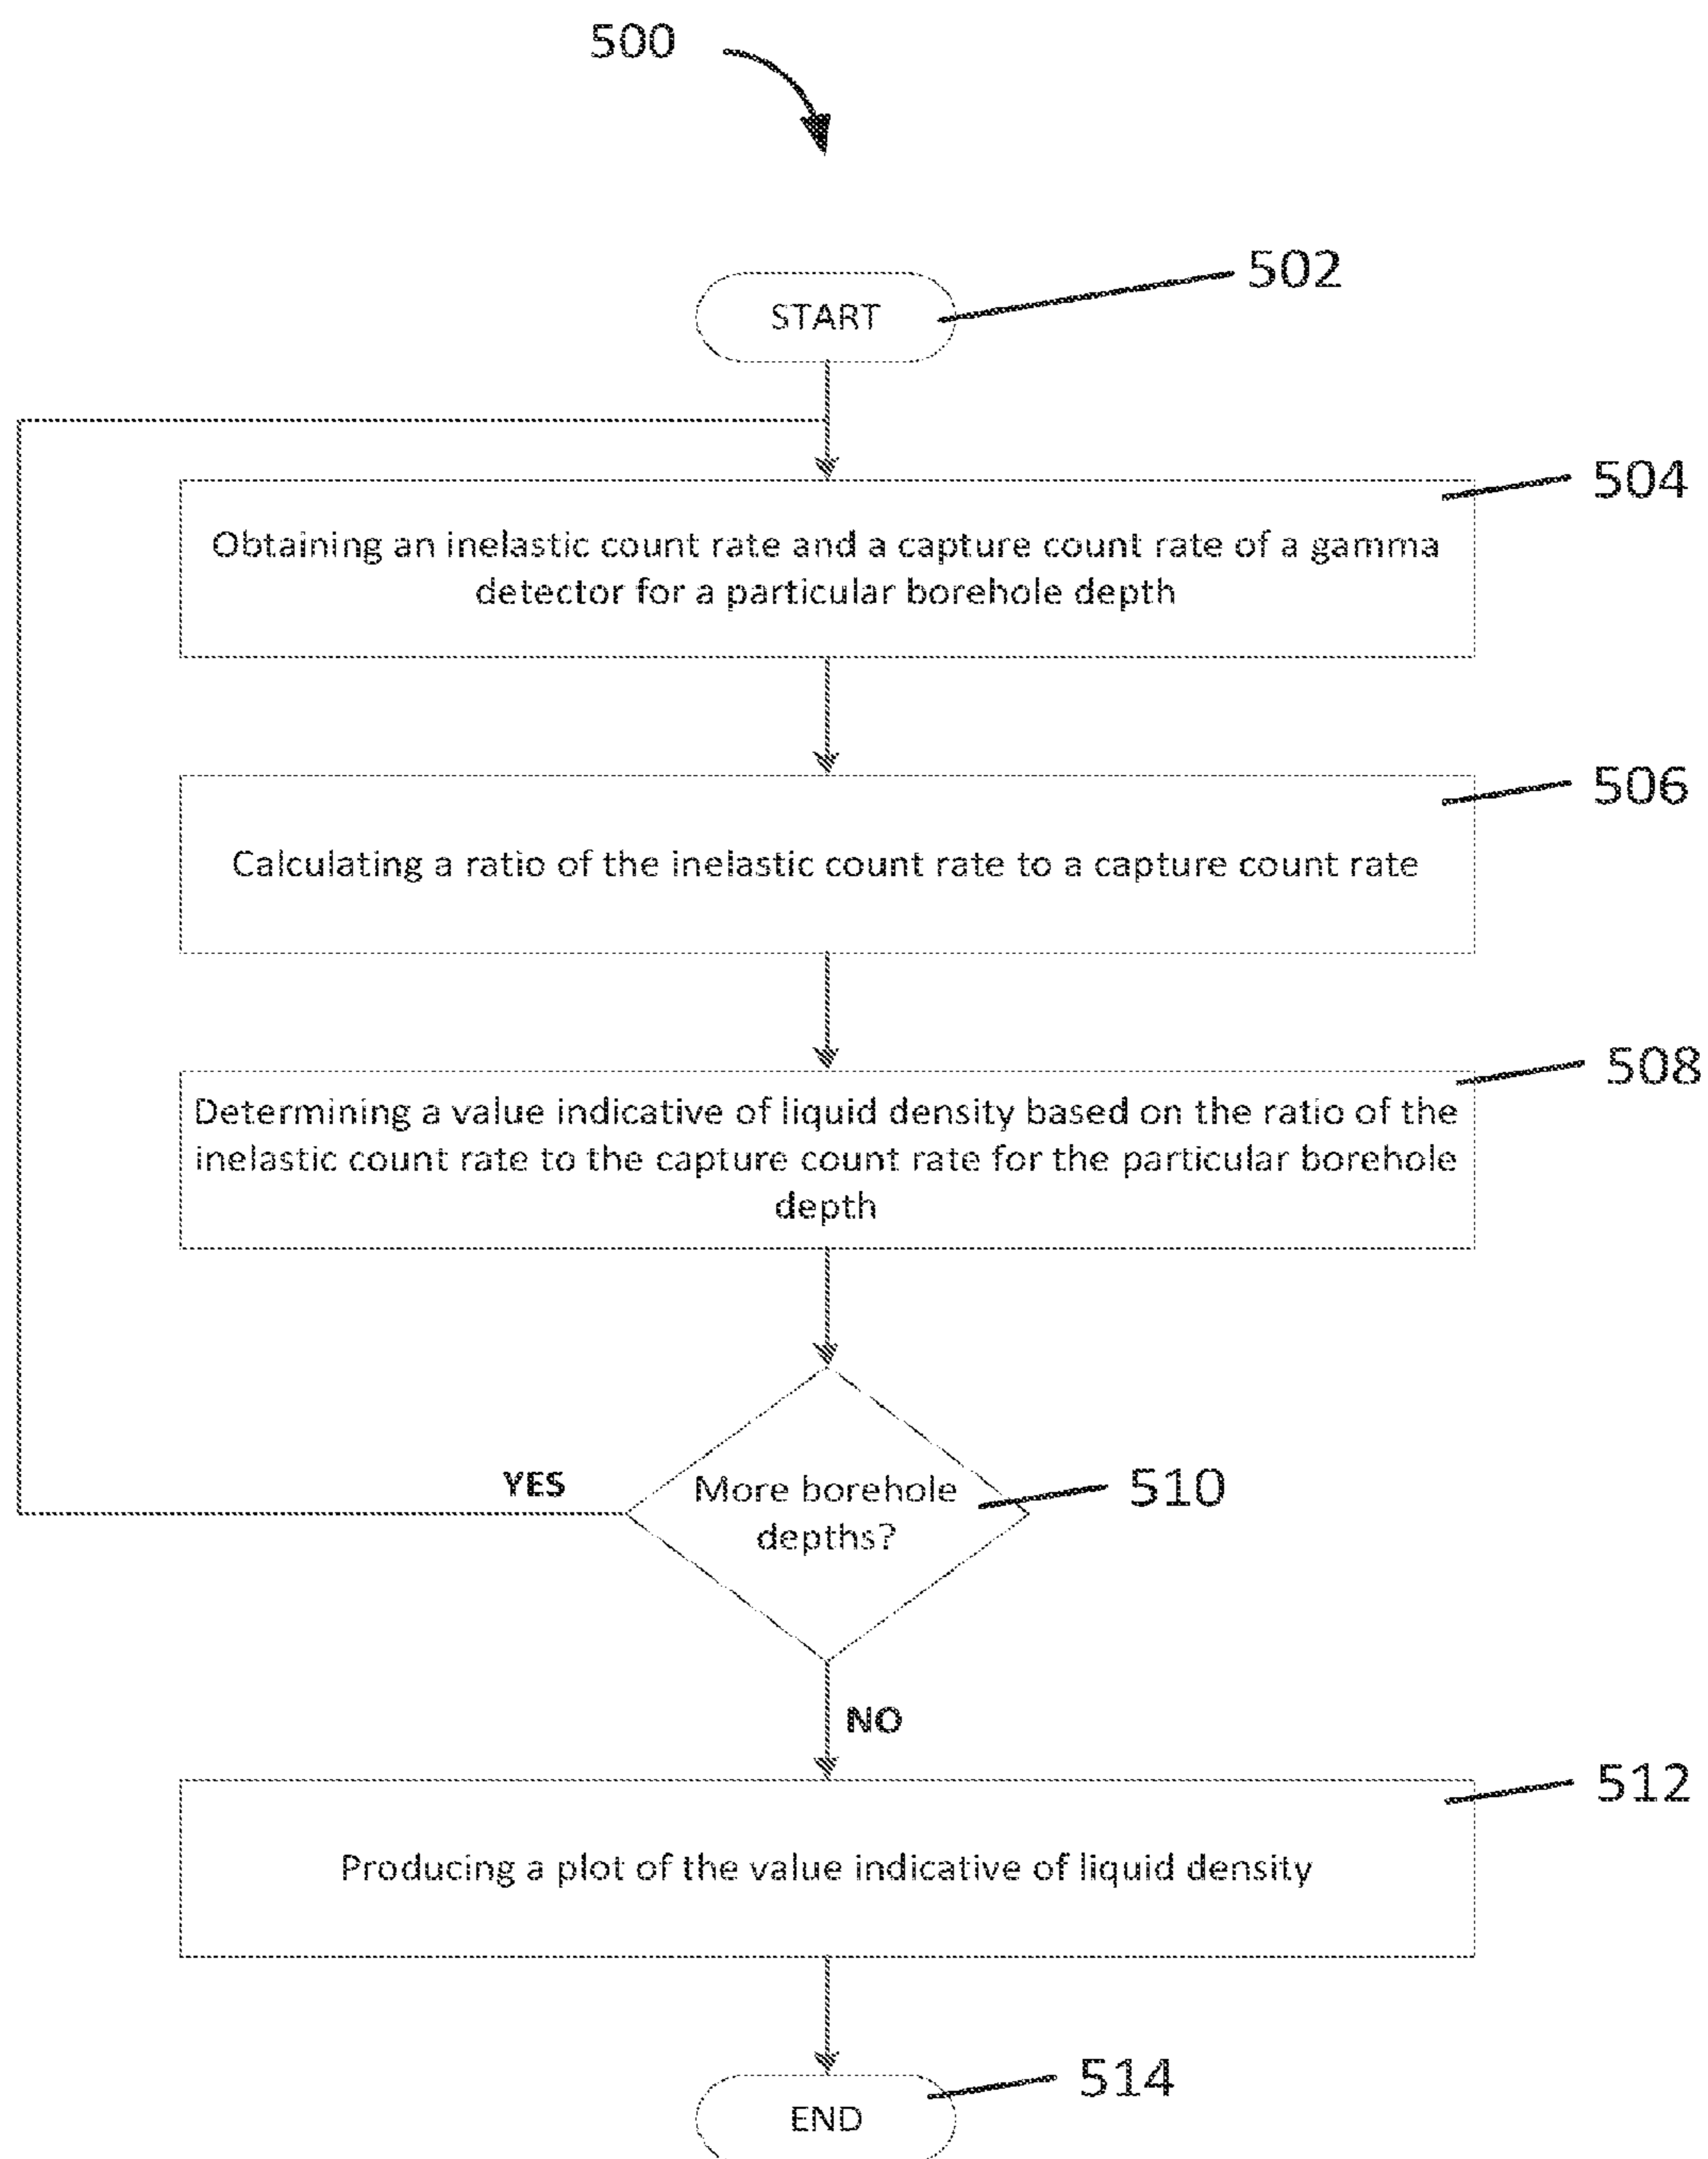 500
502
START
504
Obtaining an inelastic count rate and a capture count rate of a gamma
detector for a particular borehole depth
506
Calculating a ratio of the inelastic count rate to a capture count rate
508
Determining a value indicative of liquid density based on the ratio of the
inelastic count rate to the capture count rate for the particular borehole
depth
YES
More borehole
depths?
510
NO
512
Producing a plot of the value indicative of liquid density
514
END